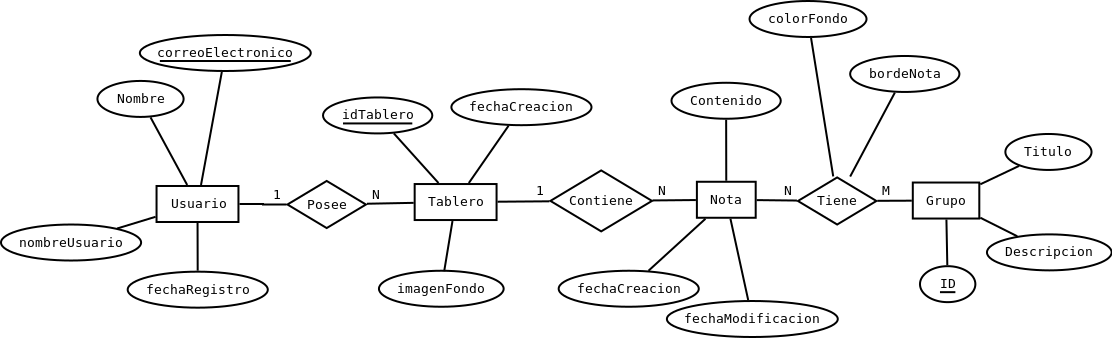 colorFondo
correoElectronico
bordeNota
Nombre
idTablero
fechaCreacion
Contenido
Titulo
1
N
1
N
N
M
Usuario
Posee
Tablero
Contiene
Nota
Tiene
Grupo
nombreUsuario
Descripcion
fechaRegistro
imagenFondo
fechaCreacion
ID
fechaModificacion